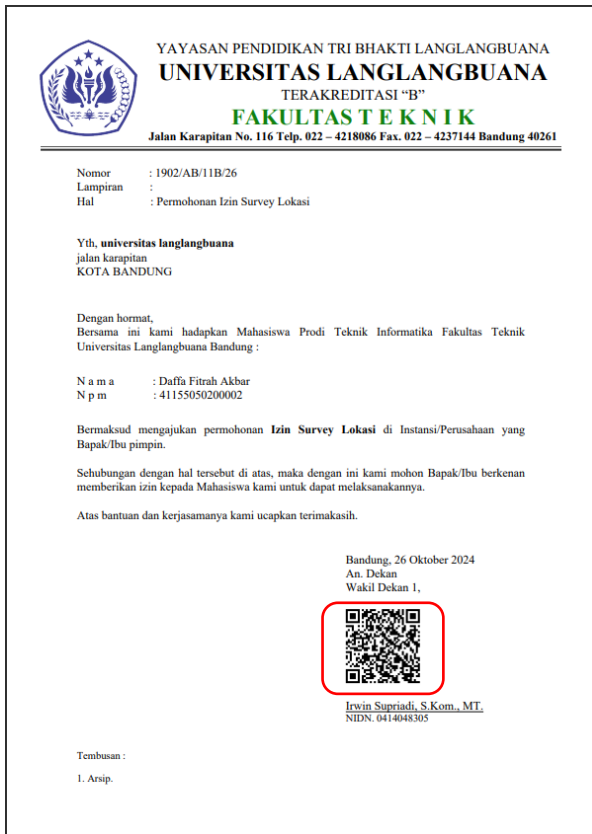 YAYASAN PENDIDIKAN TRI BHAKTI LANGLANGBUANA
UNIVERSITAS LANGLANGBUANA
TERAKREDITASI “B”
FAKULTAS T E K N I K
Jalan Karapitan No. 116 Telp. 022 – 4218086 Fax. 022 – 4237144 Bandung 40261
Nomor : 1902/AB/11B/26
Lampiran :
Hal : Permohonan Izin Survey Lokasi
Yth, universitas langlangbuana
jalan karapitan
KOTA BANDUNG
Dengan hormat,
Bersama ini kami hadapkan Mahasiswa Prodi Teknik Informatika Fakultas Teknik
Universitas Langlangbuana Bandung :
N a m a : Daffa Fitrah Akbar
N p m : 41155050200002
Bermaksud mengajukan permohonan Izin Survey Lokasi di Instansi/Perusahaan yang
Bapak/Ibu pimpin.
Sehubungan dengan hal tersebut di atas, maka dengan ini kami mohon Bapak/Ibu berkenan
memberikan izin kepada Mahasiswa kami untuk dapat melaksanakannya.
Atas bantuan dan kerjasamanya kami ucapkan terimakasih.
Bandung, 26 Oktober 2024
An. Dekan
Wakil Dekan 1,
Irwin Supriadi, S.Kom., MT.
NIDN. 0414048305
Tembusan :
1. Arsip.